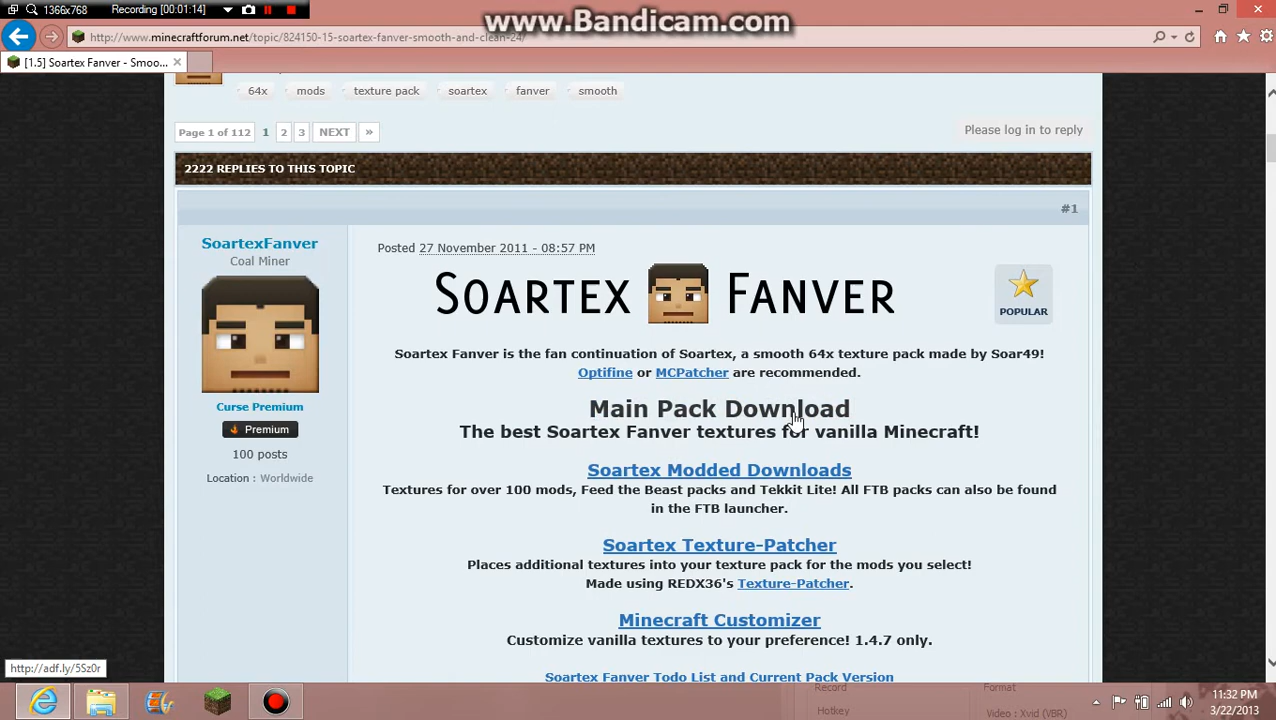 1366x768 Recording [00:01:14]
www.Bandicam.com
http://www.minecraftforum.net/topic/824150-15-soartex-fanver-smooth-and-clean-24/
[1.5] Soartex Fanver - Smoo...
64x mods texture pack soartex fanver smooth
Page 1 of 112 1 2 3 NEXT »
Please log in to reply
2222 REPLIES TO THIS TOPIC
#1
SoartexFanver
Coal Miner
Curse Premium
Premium
100 posts
Location : Worldwide
Posted 27 November 2011 - 08:57 PM
SOARTEX FANVER
POPULAR
Soartex Fanver is the fan continuation of Soartex, a smooth 64x texture pack made by Soar49!
Optifine or MCPatcher are recommended.
Main Pack Download
The best Soartex Fanver textures for vanilla Minecraft!
Soartex Modded Downloads
Textures for over 100 mods, Feed the Beast packs and Tekkit Lite! All FTB packs can also be found
in the FTB launcher.
Soartex Texture-Patcher
Places additional textures into your texture pack for the mods you select!
Made using REDX36's Texture-Patcher.
Minecraft Customizer
Customize vanilla textures to your preference! 1.4.7 only.
Soartex Fanver Todo List and Current Pack Version
http://adf.ly/5Sz0r
Record Format
Hotkey Video : Xvid (VBR)
11:32 PM
3/22/2013